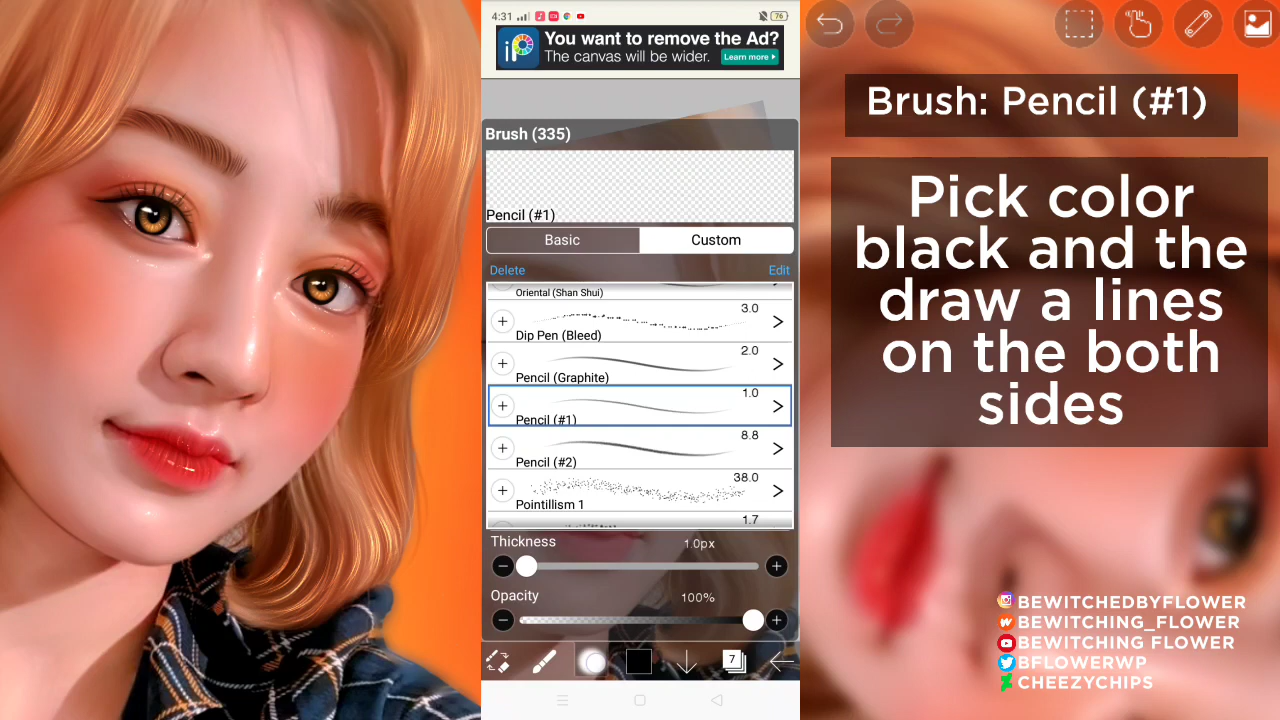 4:31
76
You want to remove the Ad?
The canvas will be wider.
Learn more
Brush (335)
Pencil (#1)
Basic
Custom
Delete
Edit
Oriental (Shan Shui)
3.0
Dip Pen (Bleed)
2.0
Pencil (Graphite)
1.0
Pencil (#1)
8.8
Pencil (#2)
38.0
Pointillism 1
1.7
Thickness
1.0px
Opacity
100%
7
Brush: Pencil (#1)
Pick color
black and the
draw a lines
on the both
sides
BEWITCHEDBYFLOWER
BEWITCHING_FLOWER
BEWITCHING FLOWER
BFLOWERWP
CHEEZYCHIPS